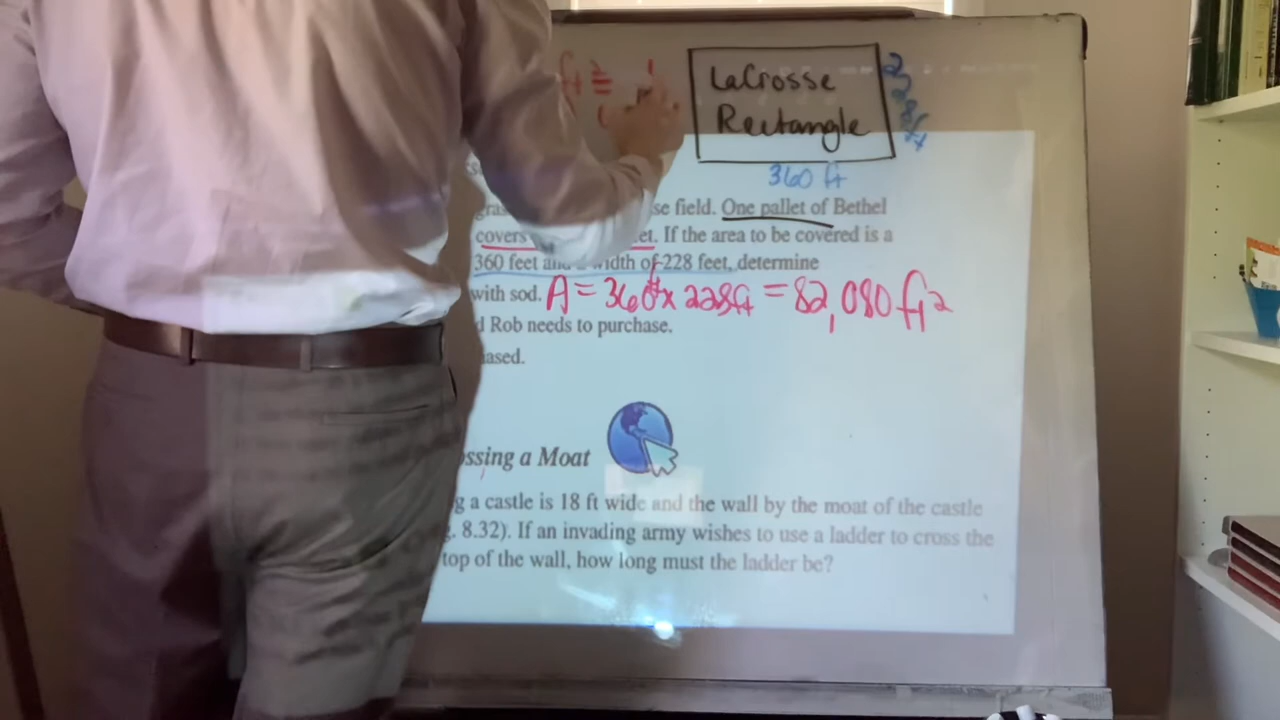 ft ≅
LaCrosse
Rectangle
228ft
360 ft
se field. One pallet of Bethel
covers et. If the area to be covered is a
360 feet and a width of 228 feet, determine
with sod. A = 360ft x 228ft = 82,080 ft²
d Rob needs to purchase.
ased.
ossing a Moat
g a castle is 18 ft wide and the wall by the moat of the castle
. 8.32). If an invading army wishes to use a ladder to cross the
top of the wall, how long must the ladder be?